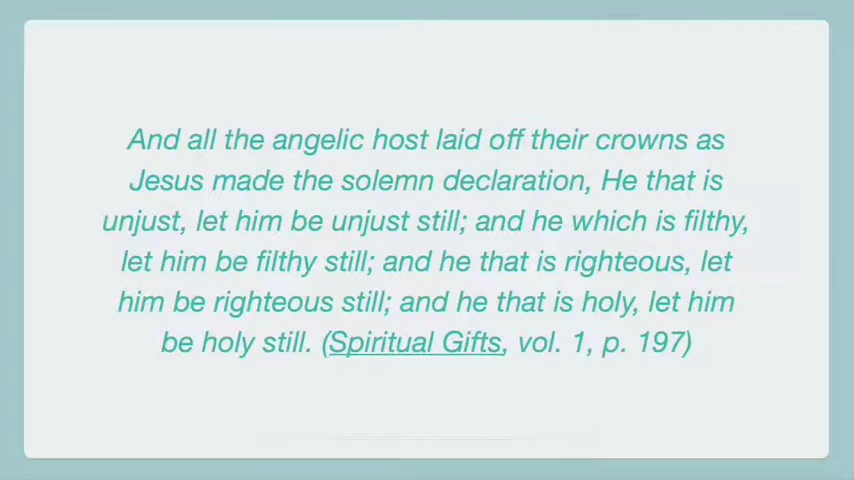 And all the angelic host laid off their crowns as
Jesus made the solemn declaration, He that is
unjust, let him be unjust still; and he which is filthy,
let him be filthy still; and he that is righteous, let
him be righteous still; and he that is holy, let him
be holy still. (Spiritual Gifts, vol. 1, p. 197)